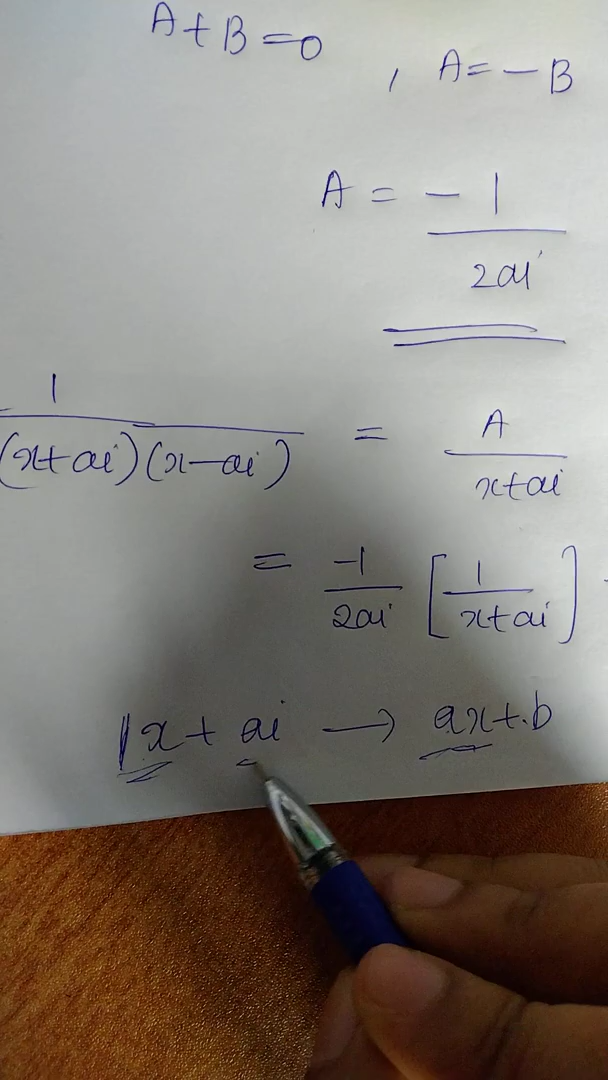 A + B = 0 , A = - B
A = - 1 / 2ai
1 / (x + ai)(x - ai) = A / x + ai
= -1 / 2ai [ 1 / x + ai ]
1x + ai → ax + b